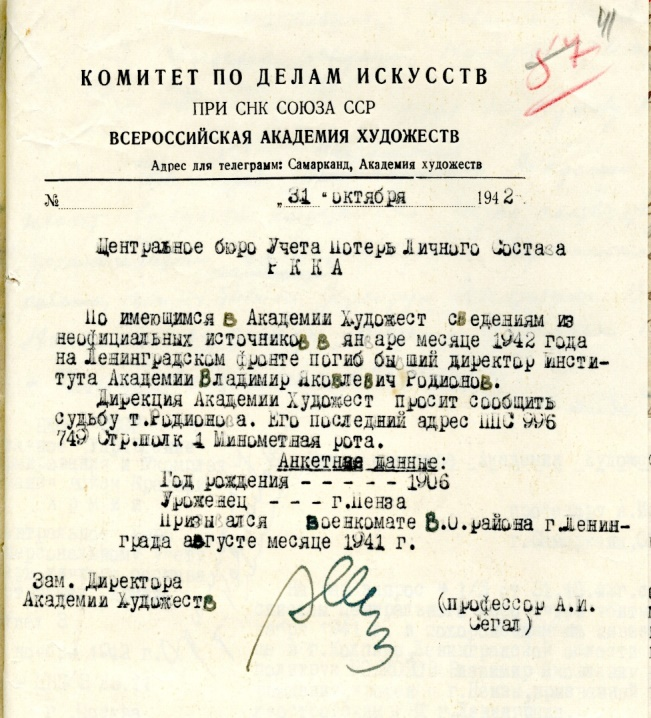 41
57
КОМИТЕТ ПО ДЕЛАМ ИСКУССТВ
ПРИ СНК СОЮЗА ССР
ВСЕРОССИЙСКАЯ АКАДЕМИЯ ХУДОЖЕСТВ
Адрес для телеграмм: Самарканд, Академия художеств
№ „31 " октября 1942
Центральное бюро Учета Потерь Личного Состава
Р К К А
По имеющимся в Академии Художест сведениям из
неофициальных источников в январе месяце 1942 года
на Ленинградском фронте погиб бывший директор Инсти-
тута Академии Владимир Яковлевич Родионов.
Дирекция Академии Художест просит сообщить
судьбу т.Родионова. Его последний адрес ППС 996
749 Стр.полк 1 Минометная рота.
Анкетные данные:
Год рождения - - - - - 1906
Уроженец - - - г.Пенза
Призывался военкомате В.О.района г.Ленин-
града августе месяце 1941 г.
Зам. Директора
Академии Художеств
(профессор А.И.
Сегал)